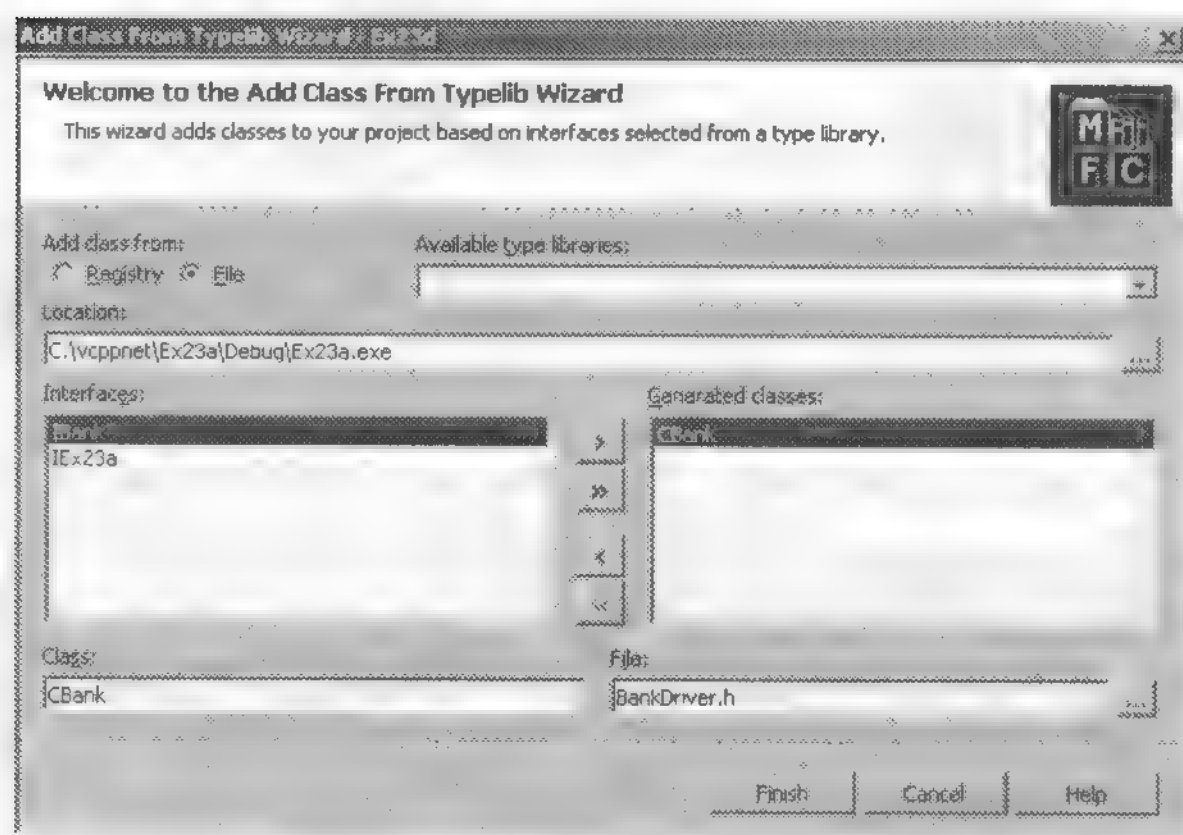 Add Class From Typelib Wizard - Ex23d
Welcome to the Add Class From Typelib Wizard
This wizard adds classes to your project based on interfaces selected from a type library.
M F
F C
Add class from:
Available type libraries:
Registry
File
Location:
C:\vcppnet\Ex23a\Debug\Ex23a.exe
...
Interfaces:
Generated classes:
IBank
CBank
IEx23a
>
>>
<
<<
Class:
File:
CBank
BankDriver.h
...
Finish
Cancel
Help